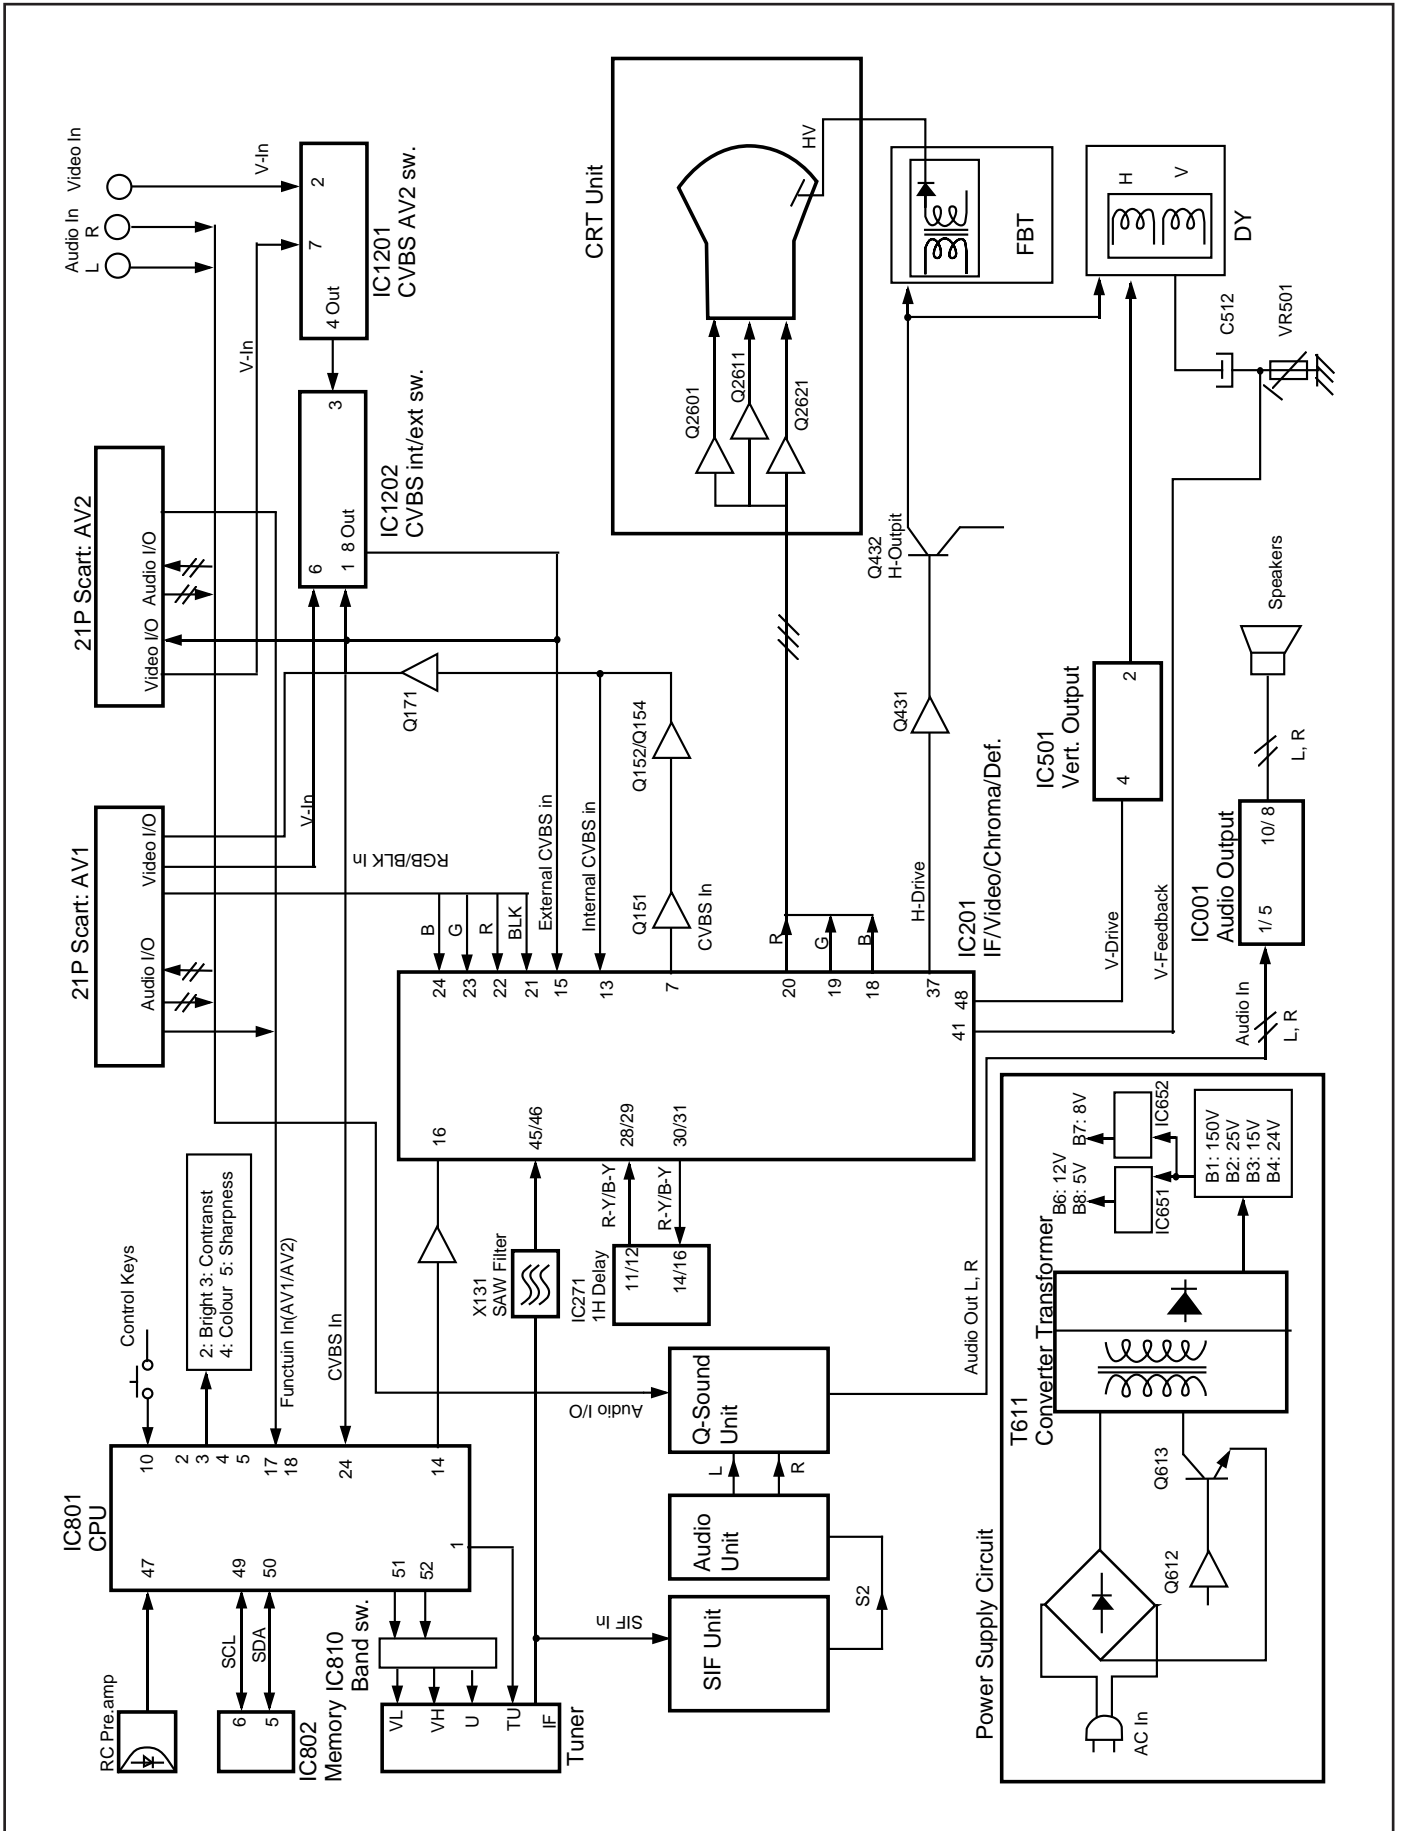 RC Pre.amp
47
IC801
CPU
10
Control Keys
2
3
4
5
2: Bright 3: Contranst
4: Colour 5: Sharpness
17
18
Functuin In(AV1/AV2)
24
CVBS In
14
1
49
50
SCL
SDA
6
5
IC802
Memory
51
52
IC810
Band sw.
VL
VH
U
TU
IF
Tuner
21P Scart: AV1
Audio I/O
Video I/O
21P Scart: AV2
Video I/O
Audio I/O
V-In
V-In
V-In
Audio In
L
R
Video In
6
1
8 Out
3
IC1202
CVBS int/ext sw.
4 Out
7
2
IC1201
CVBS AV2 sw.
RGB/BLK In
B
G
R
BLK
External CVBS in
Internal CVBS in
Q171
Q151
CVBS In
Q152/Q154
24
23
22
21
15
13
7
20
19
18
37
48
41
16
45/46
28/29
30/31
R
G
B
IC201
IF/Video/Chroma/Def.
X131
SAW Filter
IC271
1H Delay
11/12
14/16
R-Y/B-Y
R-Y/B-Y
SIF In
SIF Unit
S2
Audio
Unit
L
R
Q-Sound
Unit
Audio I/O
Audio Out L, R
CRT Unit
Q2601
Q2611
Q2621
HV
FBT
H
V
DY
C512
VR501
H-Drive
Q431
Q432
H-Outpit
V-Drive
V-Feedback
IC501
Vert. Output
4
2
IC001
Audio Output
1/ 5
10/ 8
Audio In
L, R
L, R
Speakers
Power Supply Circuit
AC In
Q612
Q613
T611
Converter Transformer
B6: 12V
B8: 5V
IC651
B7: 8V
IC652
B1: 150V
B2: 25V
B3: 15V
B4: 24V